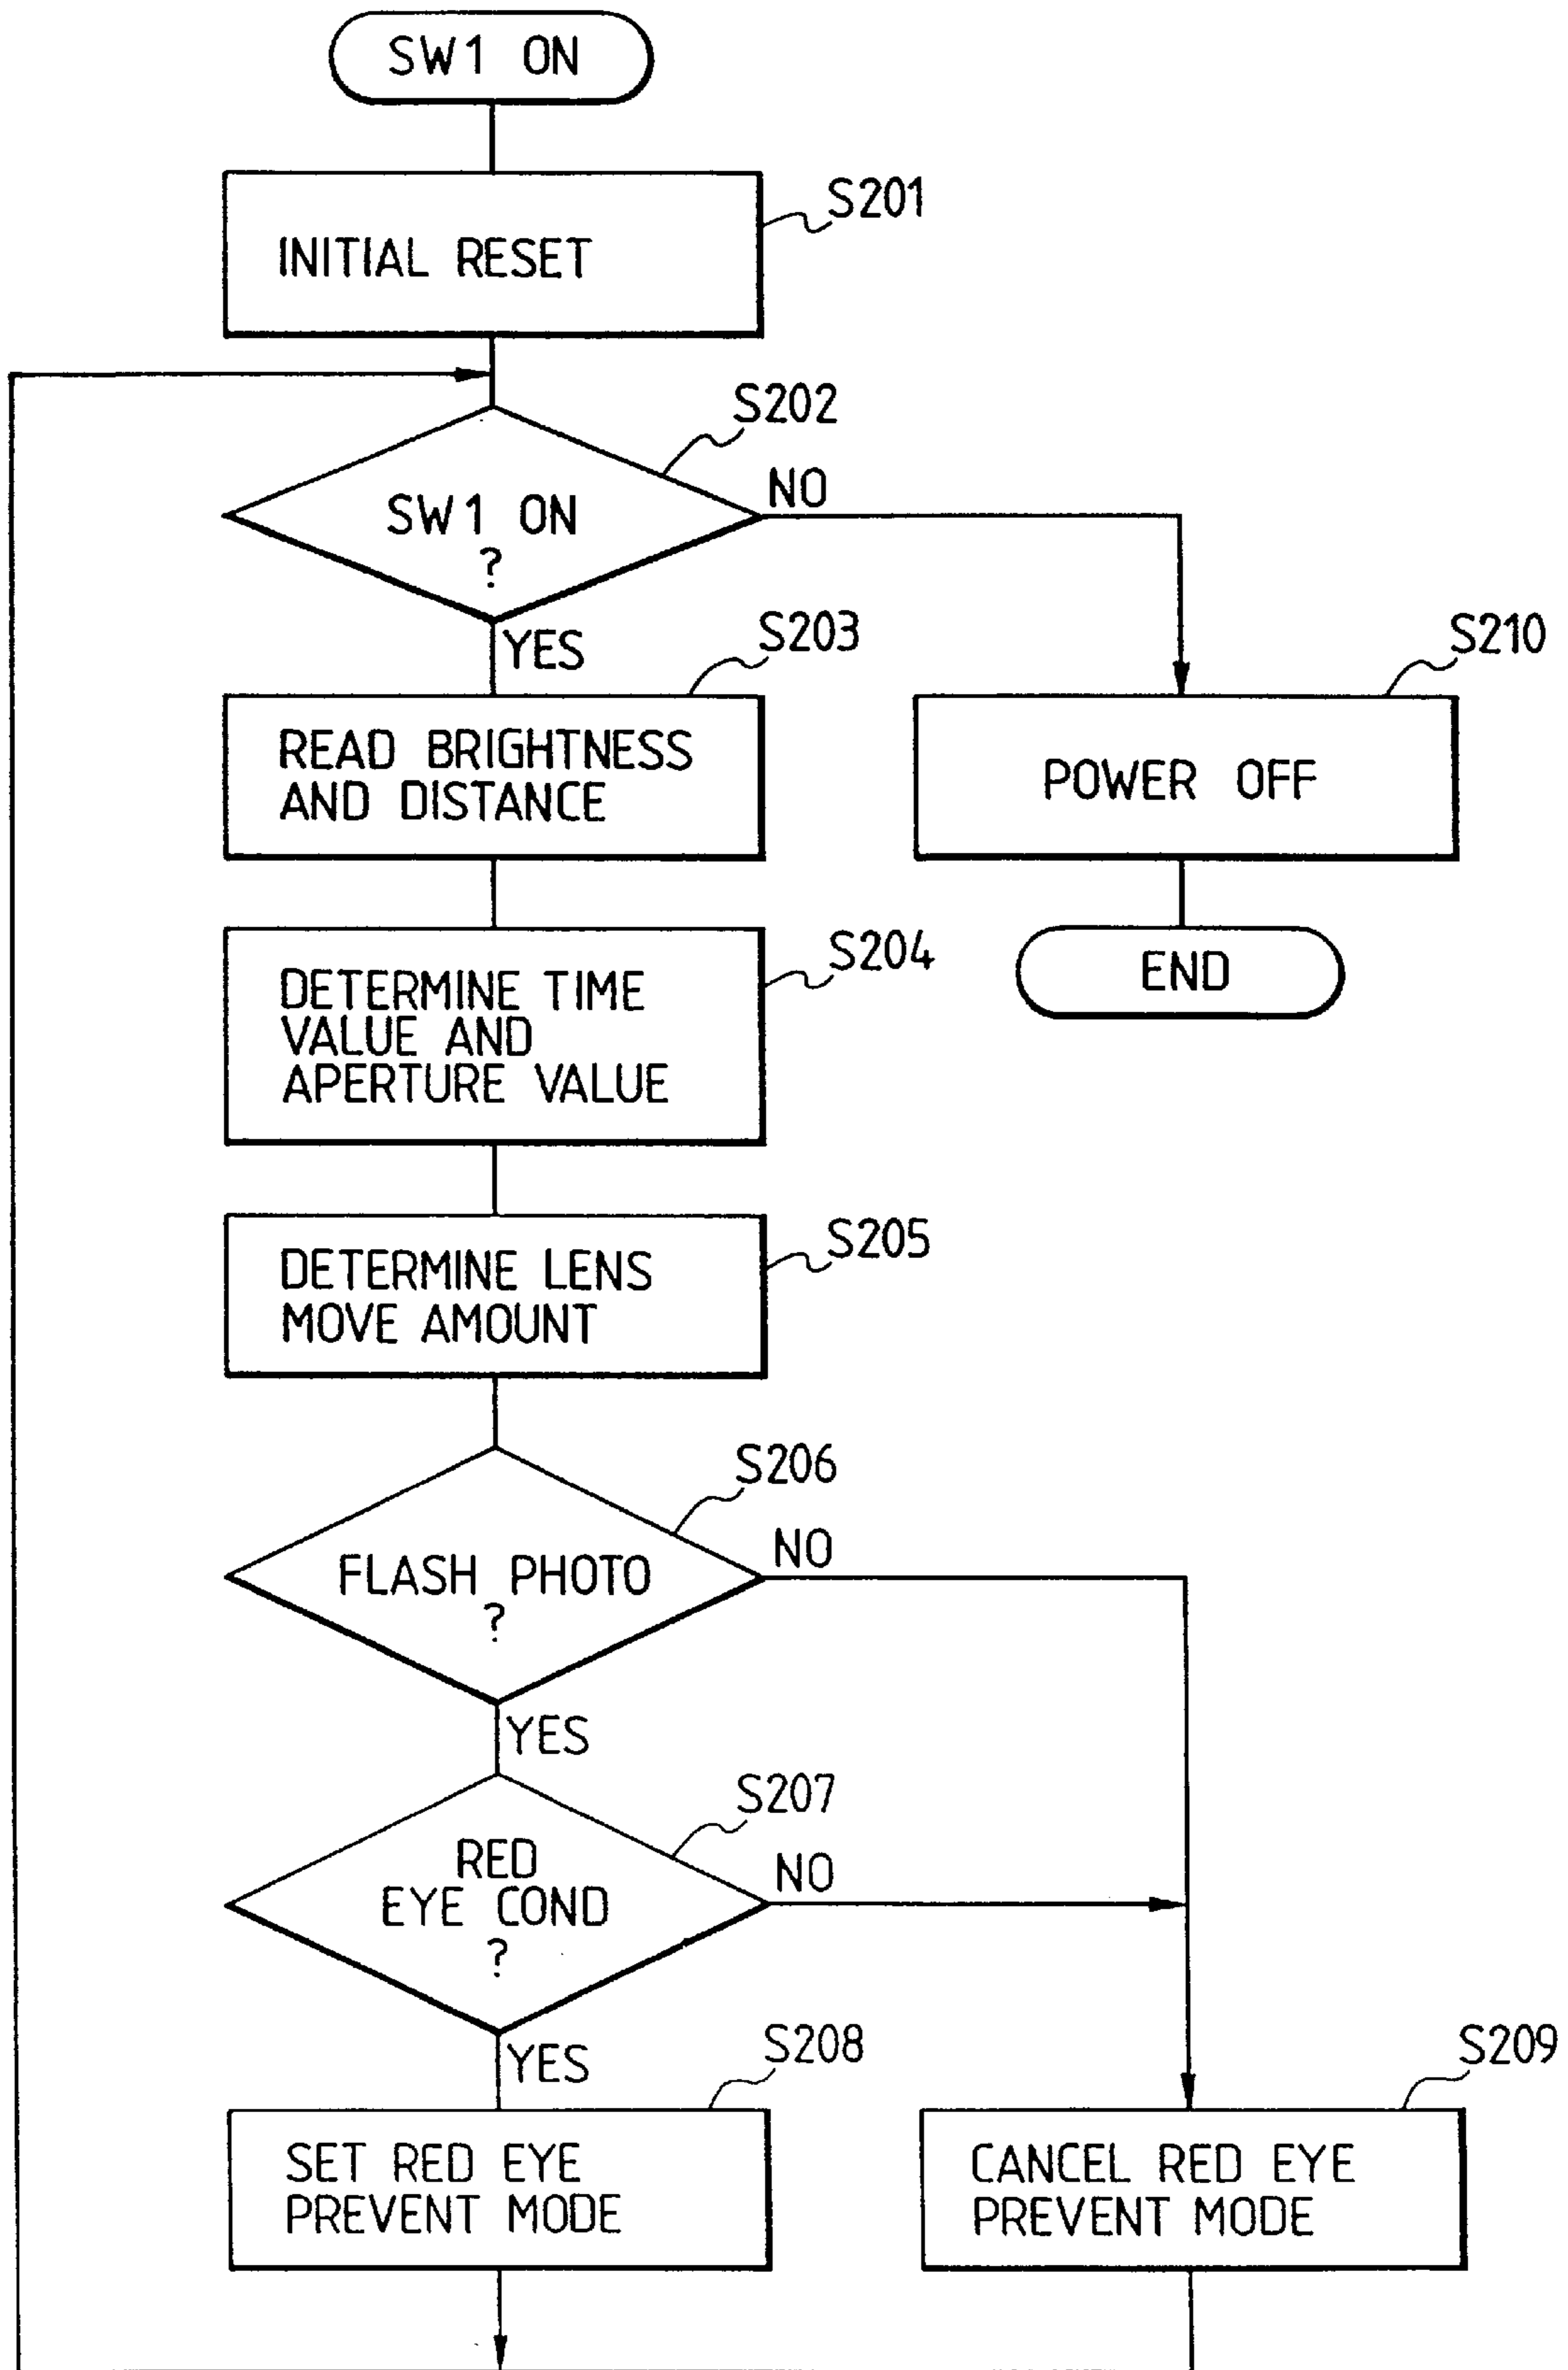 SW1 ON
S201
INITIAL RESET
S202
SW1 ON
?
NO
YES
S203
READ BRIGHTNESS
AND DISTANCE
S210
POWER OFF
END
S204
DETERMINE TIME
VALUE AND
APERTURE VALUE
S205
DETERMINE LENS
MOVE AMOUNT
S206
FLASH PHOTO
?
NO
YES
S207
RED
EYE COND
?
NO
YES
S208
SET RED EYE
PREVENT MODE
S209
CANCEL RED EYE
PREVENT MODE